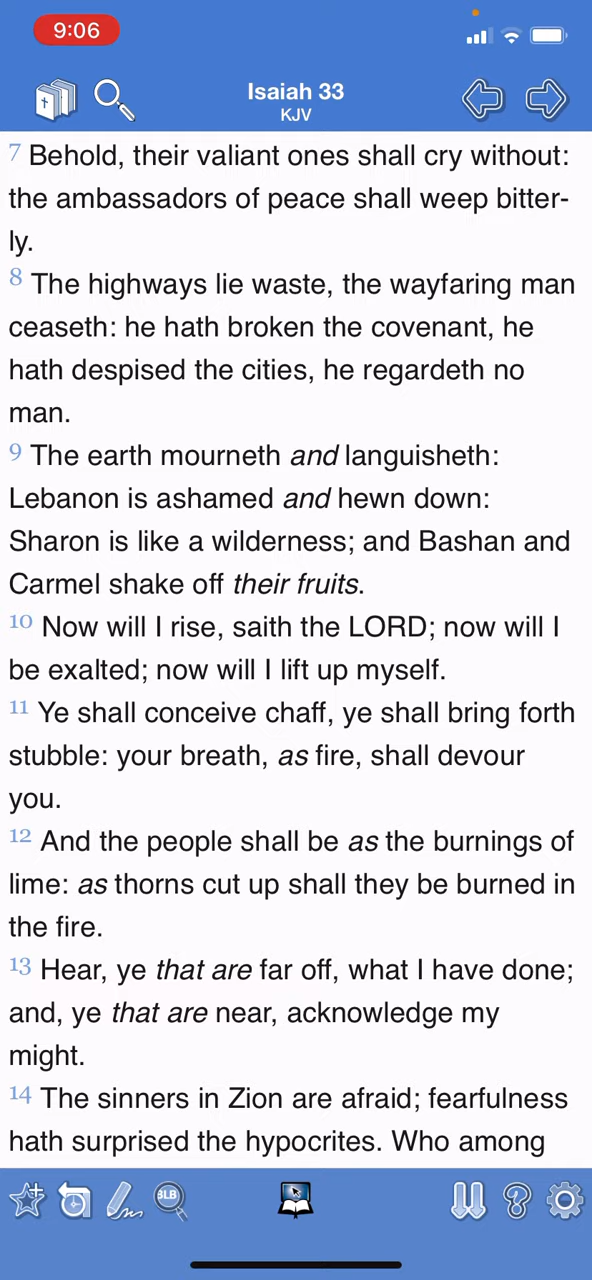 9:06
Isaiah 33
KJV
7 Behold, their valiant ones shall cry without:
the ambassadors of peace shall weep bitter-
ly.
8 The highways lie waste, the wayfaring man
ceaseth: he hath broken the covenant, he
hath despised the cities, he regardeth no
man.
9 The earth mourneth and languisheth:
Lebanon is ashamed and hewn down:
Sharon is like a wilderness; and Bashan and
Carmel shake off their fruits.
10 Now will I rise, saith the LORD; now will I
be exalted; now will I lift up myself.
11 Ye shall conceive chaff, ye shall bring forth
stubble: your breath, as fire, shall devour
you.
12 And the people shall be as the burnings of
lime: as thorns cut up shall they be burned in
the fire.
13 Hear, ye that are far off, what I have done;
and, ye that are near, acknowledge my
might.
14 The sinners in Zion are afraid; fearfulness
hath surprised the hypocrites. Who among
BLB